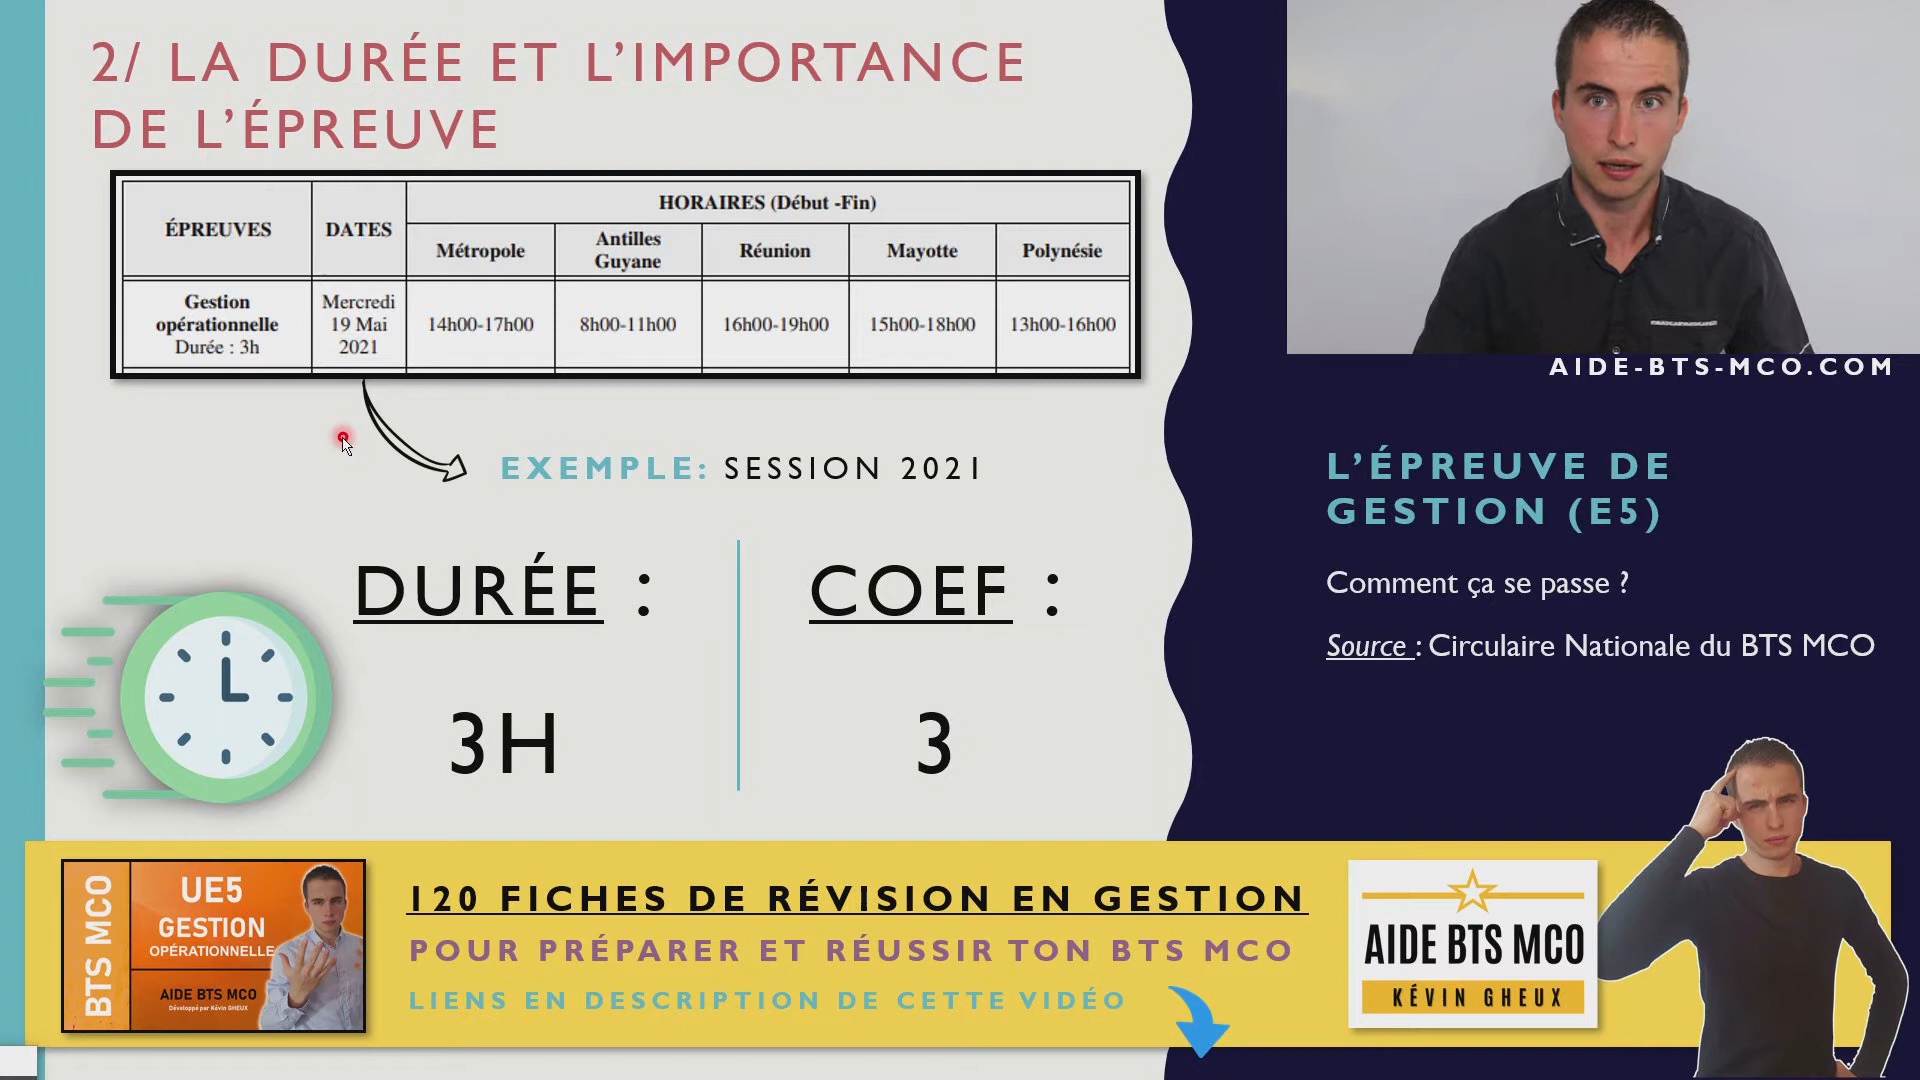 2/ LA DURÉE ET L'IMPORTANCE
DE L'ÉPREUVE
ÉPREUVES
DATES
HORAIRES (Début -Fin)
Métropole
Antilles
Guyane
Réunion
Mayotte
Polynésie
Gestion
opérationnelle
Durée : 3h
Mercredi
19 Mai
2021
14h00-17h00
8h00-11h00
16h00-19h00
15h00-18h00
13h00-16h00
EXEMPLE: SESSION 2021
DURÉE :
3H
COEF :
3
AIDE-BTS-MCO.COM
L'ÉPREUVE DE
GESTION (E5)
Comment ça se passe ?
Source : Circulaire Nationale du BTS MCO
BTS MCO
UE5
GESTION
OPÉRATIONNELLE
AIDE BTS MCO
Développé par Kévin GHEUX
120 FICHES DE RÉVISION EN GESTION
POUR PRÉPARER ET RÉUSSIR TON BTS MCO
LIENS EN DESCRIPTION DE CETTE VIDÉO
AIDE BTS MCO
KÉVIN GHEUX